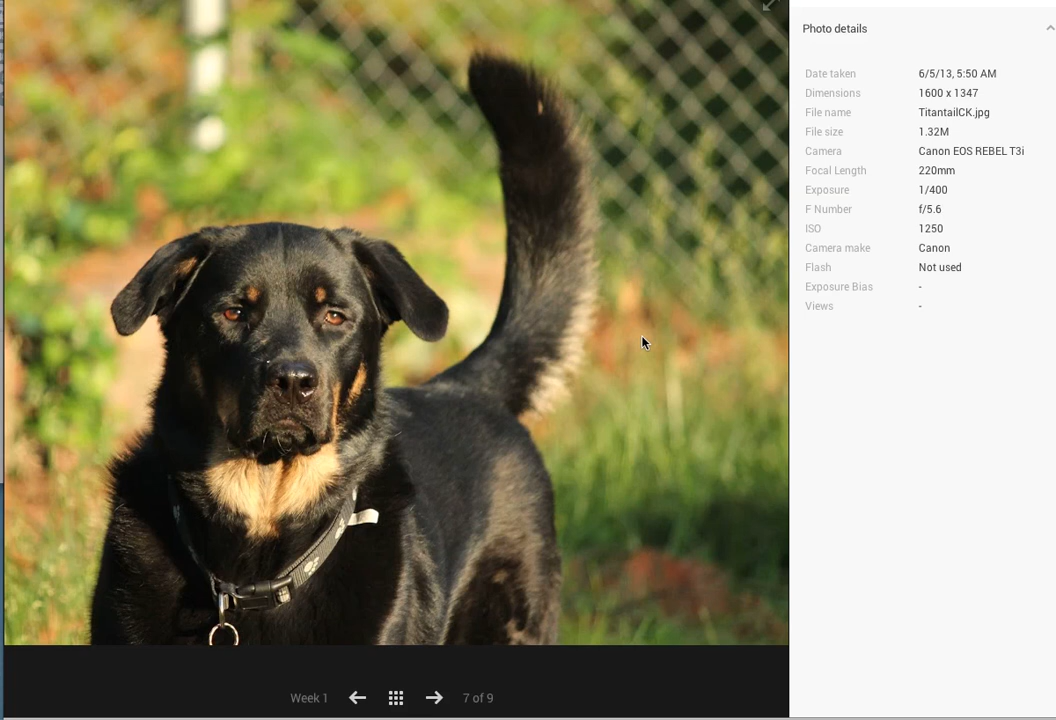 Photo details
Date taken 6/5/13, 5:50 AM
Dimensions 1600 x 1347
File name TitantailCK.jpg
File size 1.32M
Camera Canon EOS REBEL T3i
Focal Length 220mm
Exposure 1/400
F Number f/5.6
ISO 1250
Camera make Canon
Flash Not used
Exposure Bias -
Views -
Week 1 7 of 9